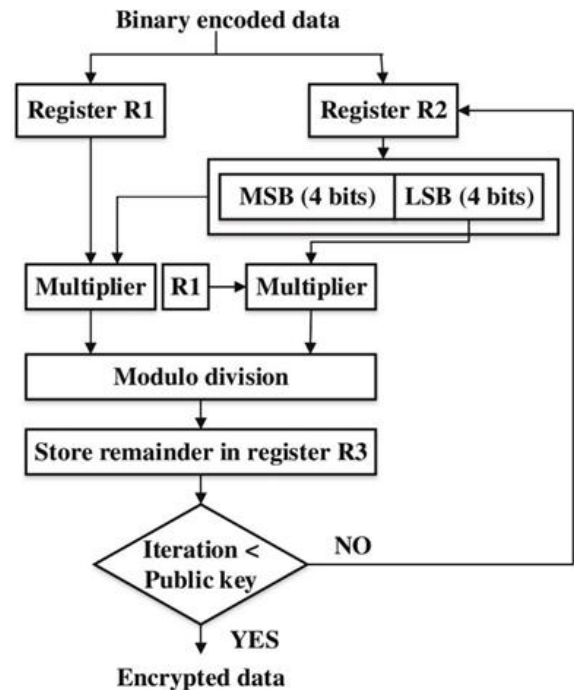 Binary encoded data
Register R1
Register R2
MSB (4 bits)
LSB (4 bits)
Multiplier
R1
Multiplier
Modulo division
Store remainder in register R3
Iteration <
Public key
NO
YES
Encrypted data